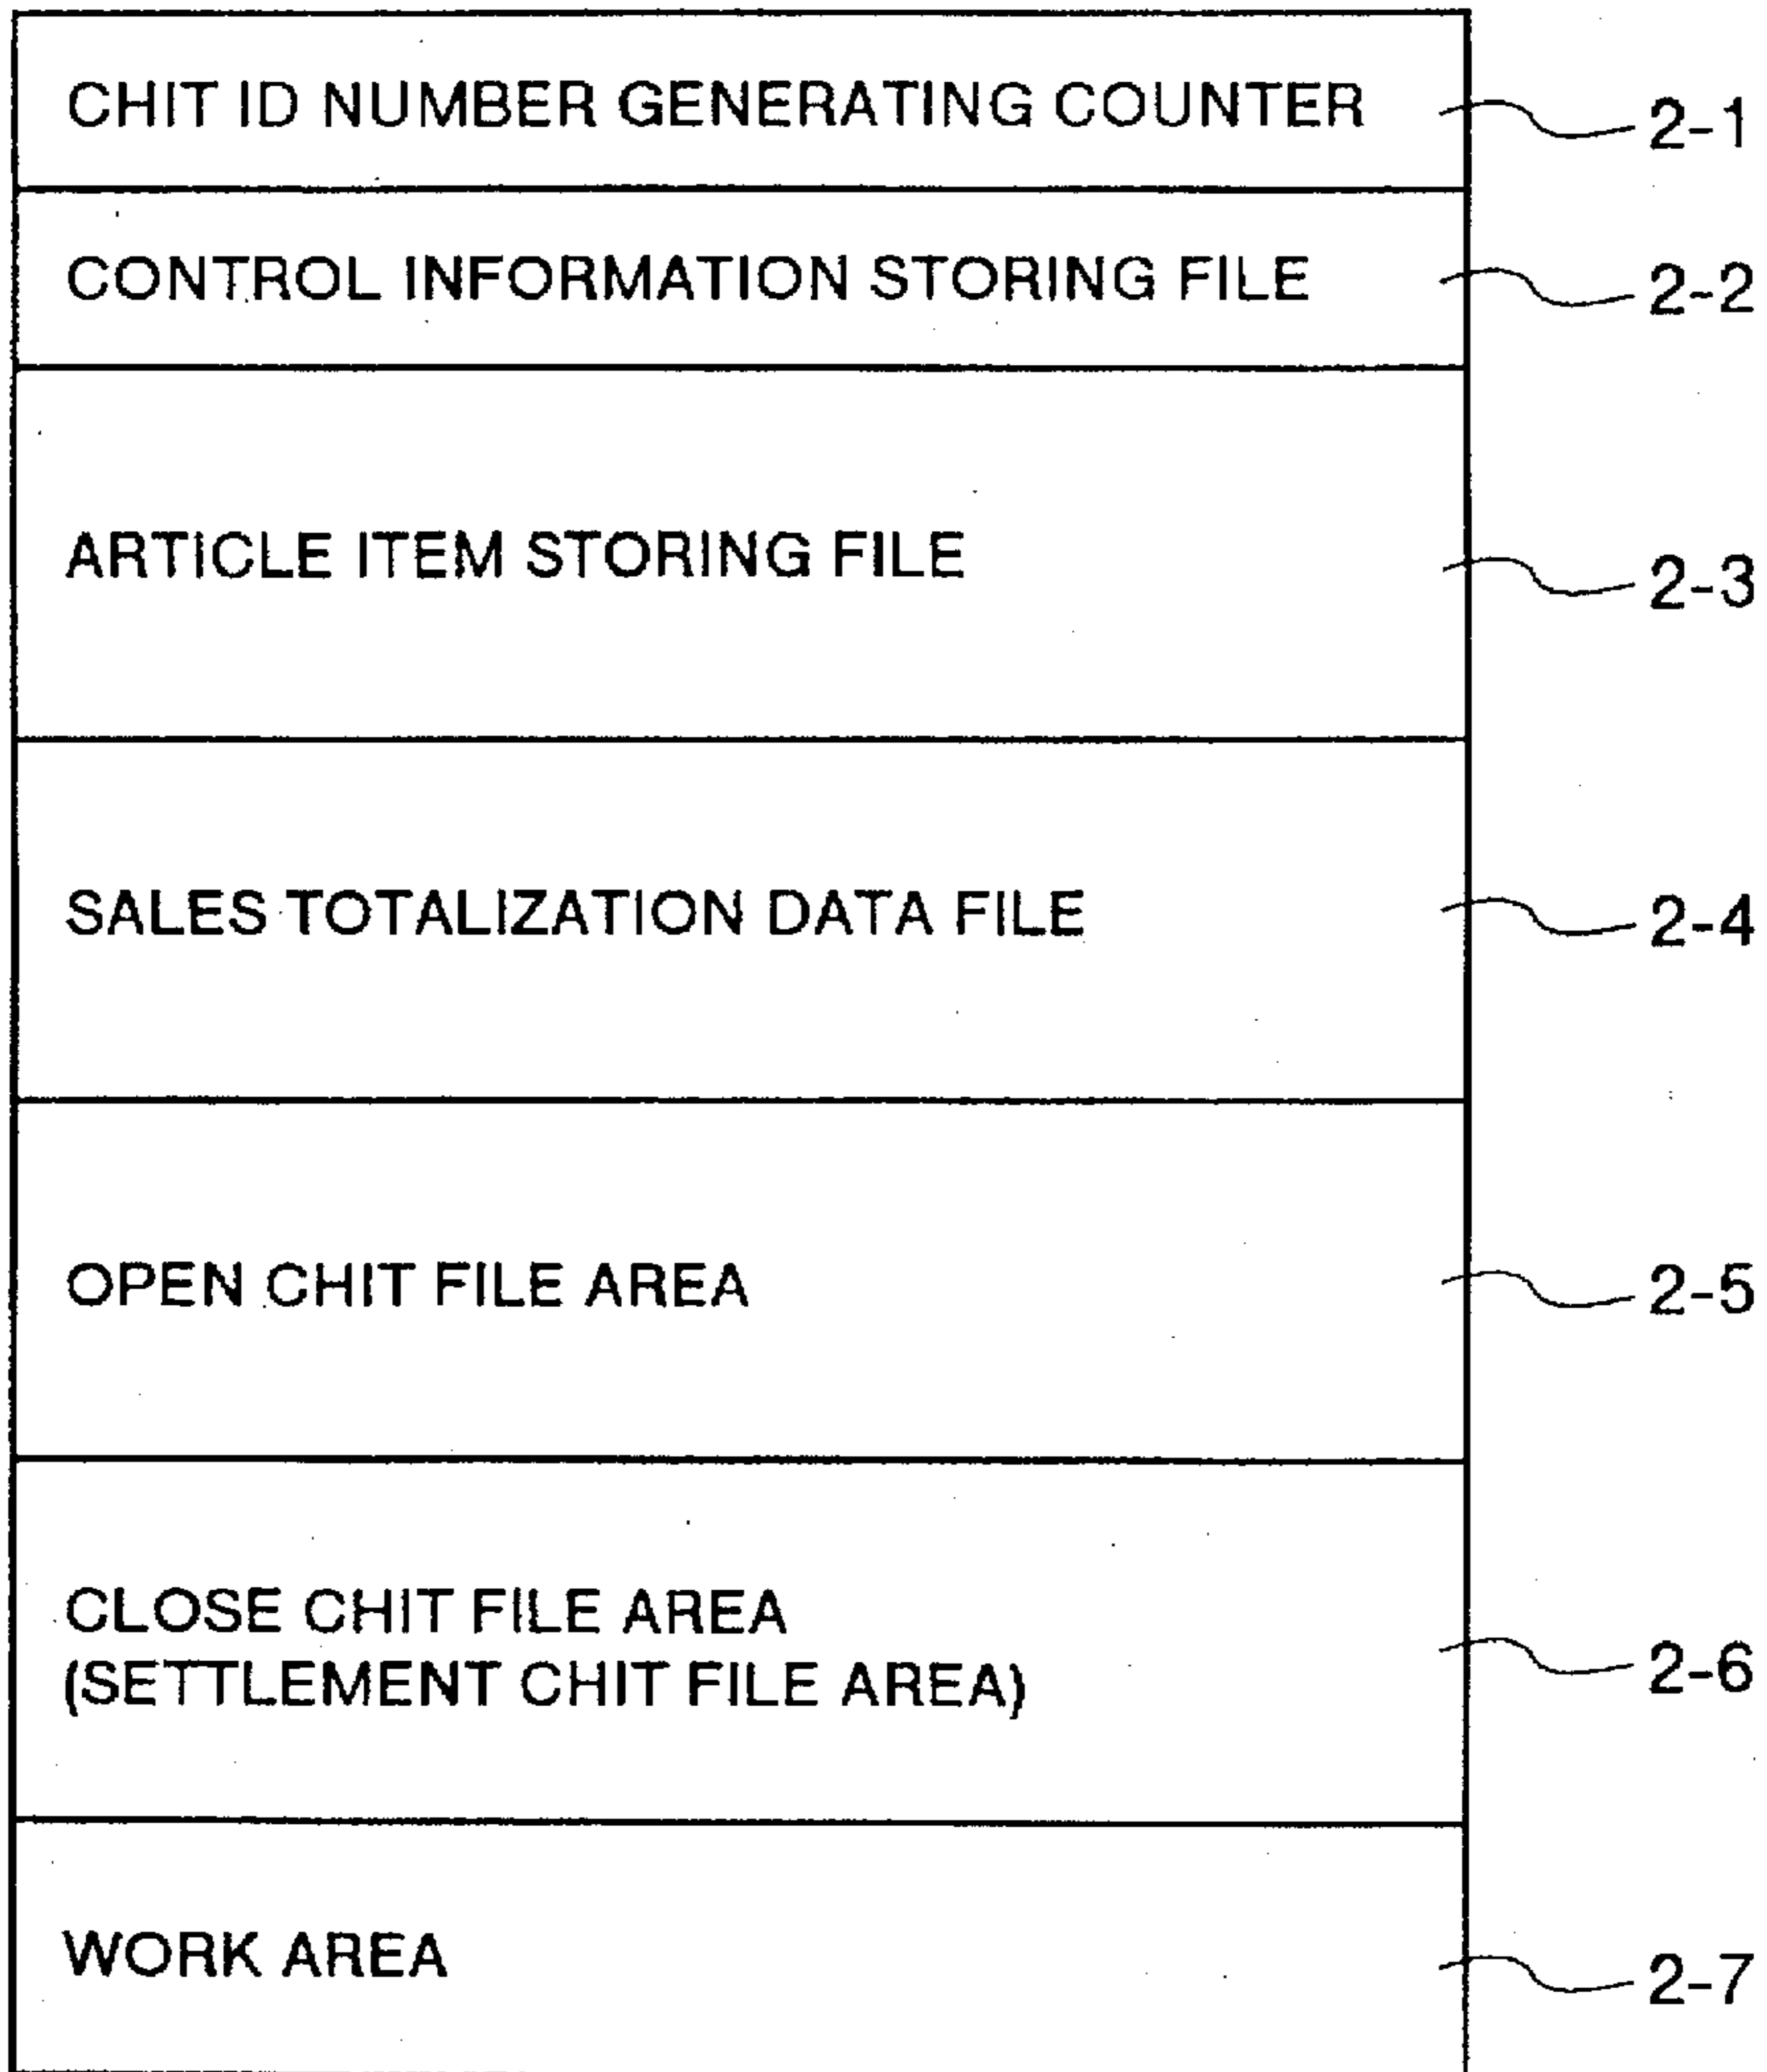 CHIT ID NUMBER GENERATING COUNTER 2-1
CONTROL INFORMATION STORING FILE 2-2
ARTICLE ITEM STORING FILE 2-3
SALES TOTALIZATION DATA FILE 2-4
OPEN CHIT FILE AREA 2-5
CLOSE CHIT FILE AREA
(SETTLEMENT CHIT FILE AREA) 2-6
WORK AREA 2-7